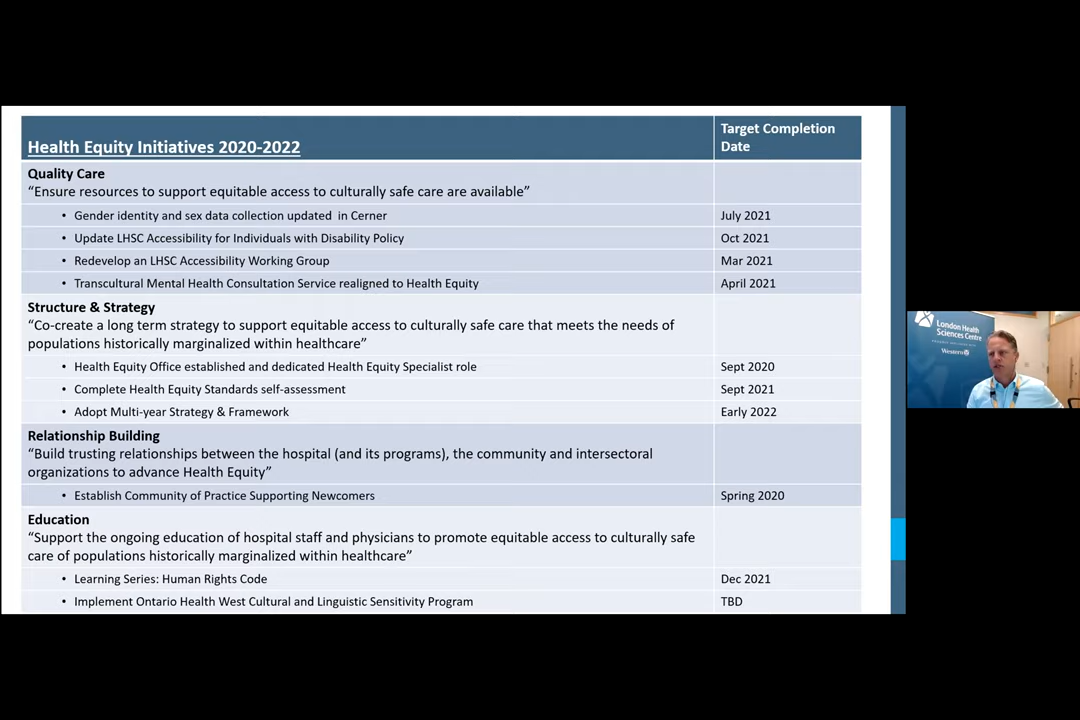 Health Equity Initiatives 2020-2022
Target Completion
Date
Quality Care
“Ensure resources to support equitable access to culturally safe care are available”
• Gender identity and sex data collection updated in Cerner
July 2021
• Update LHSC Accessibility for Individuals with Disability Policy
Oct 2021
• Redevelop an LHSC Accessibility Working Group
Mar 2021
• Transcultural Mental Health Consultation Service realigned to Health Equity
April 2021
Structure & Strategy
“Co-create a long term strategy to support equitable access to culturally safe care that meets the needs of
populations historically marginalized within healthcare”
• Health Equity Office established and dedicated Health Equity Specialist role
Sept 2020
• Complete Health Equity Standards self-assessment
Sept 2021
• Adopt Multi-year Strategy & Framework
Early 2022
Relationship Building
“Build trusting relationships between the hospital (and its programs), the community and intersectoral
organizations to advance Health Equity”
• Establish Community of Practice Supporting Newcomers
Spring 2020
Education
“Support the ongoing education of hospital staff and physicians to promote equitable access to culturally safe
care of populations historically marginalized within healthcare”
• Learning Series: Human Rights Code
Dec 2021
• Implement Ontario Health West Cultural and Linguistic Sensitivity Program
TBD
London Health
Sciences Centre
Western